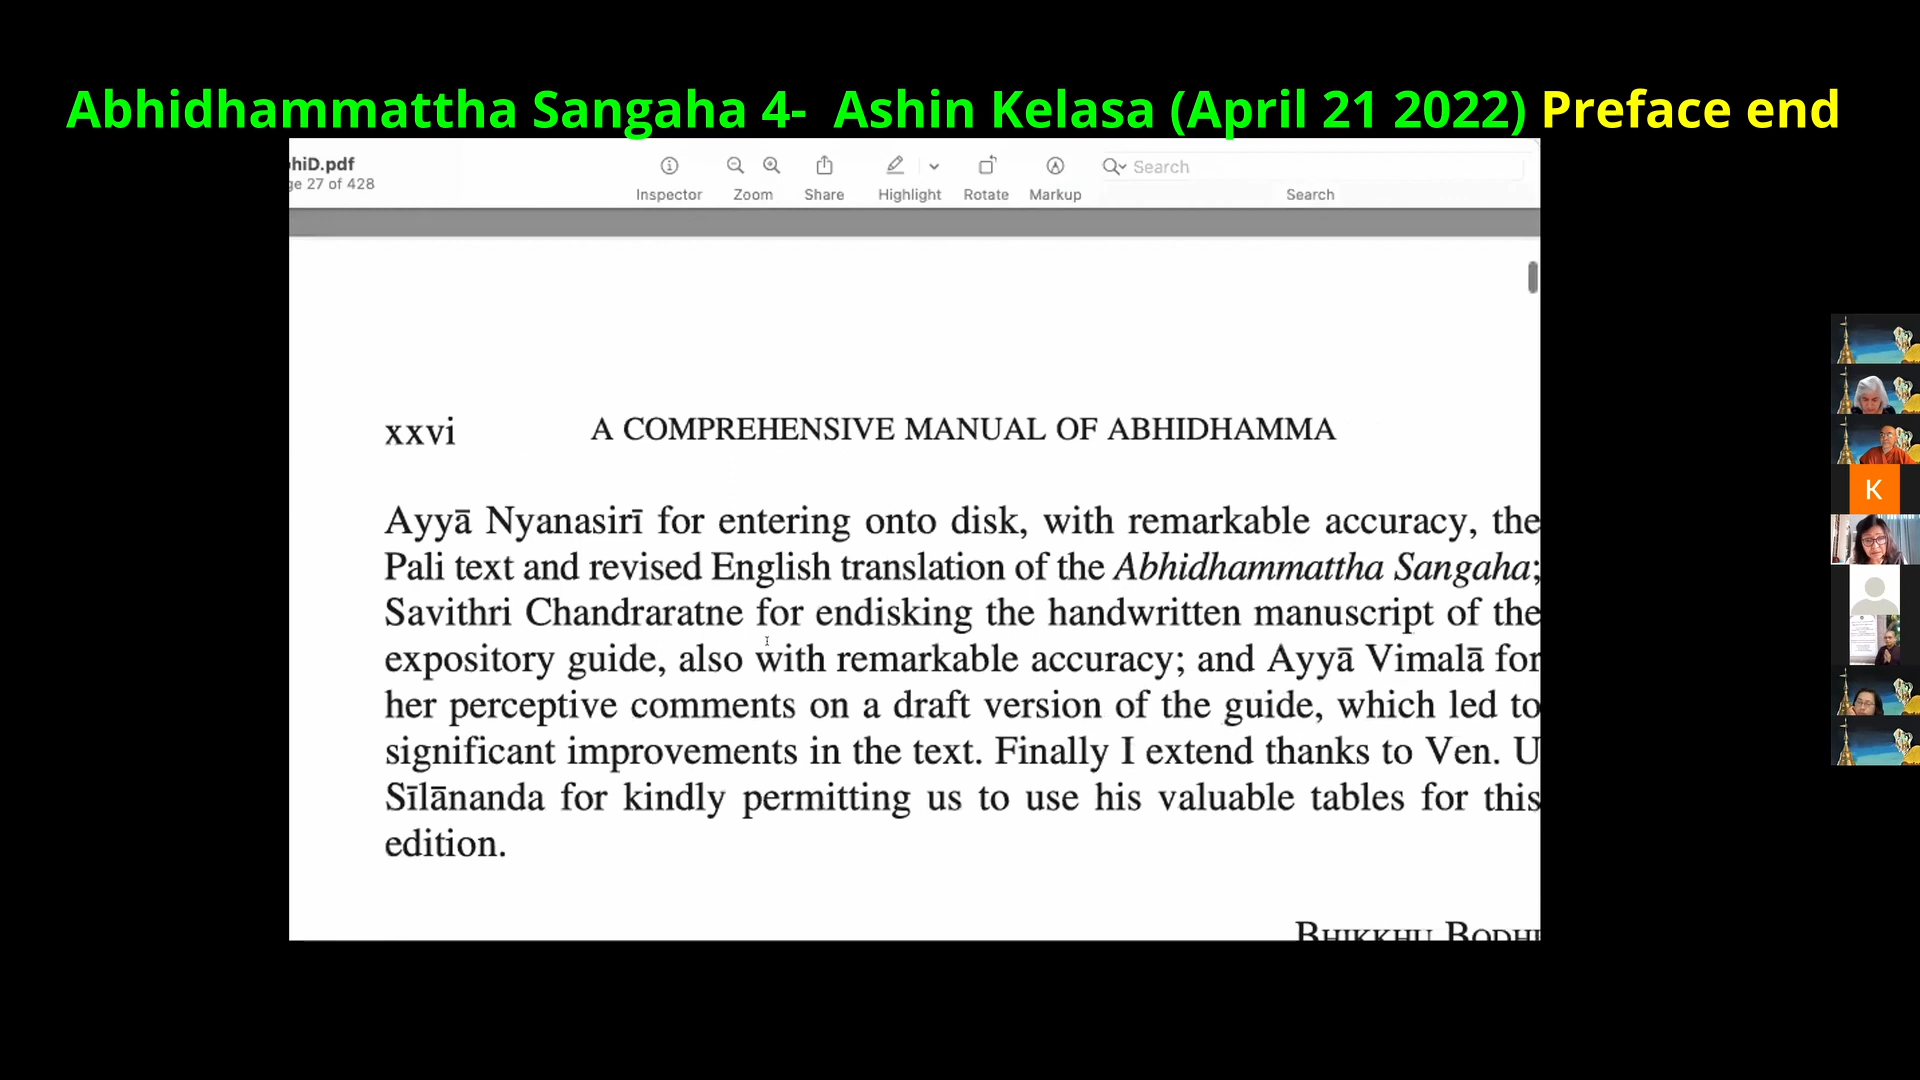 Abhidhammattha Sangaha 4- Ashin Kelasa (April 21 2022) Preface end
hiD.pdf
ge 27 of 428
Inspector
Zoom
Share
Highlight
Rotate
Markup
Search
Search
xxvi
A COMPREHENSIVE MANUAL OF ABHIDHAMMA
Ayyā Nyanasirī for entering onto disk, with remarkable accuracy, the
Pali text and revised English translation of the Abhidhammattha Sangaha;
Savithri Chandraratne for endisking the handwritten manuscript of the
expository guide, also with remarkable accuracy; and Ayyā Vimalā for
her perceptive comments on a draft version of the guide, which led to
significant improvements in the text. Finally I extend thanks to Ven. U
Sīlānanda for kindly permitting us to use his valuable tables for this
edition.
BHIKKHU BODHI
K